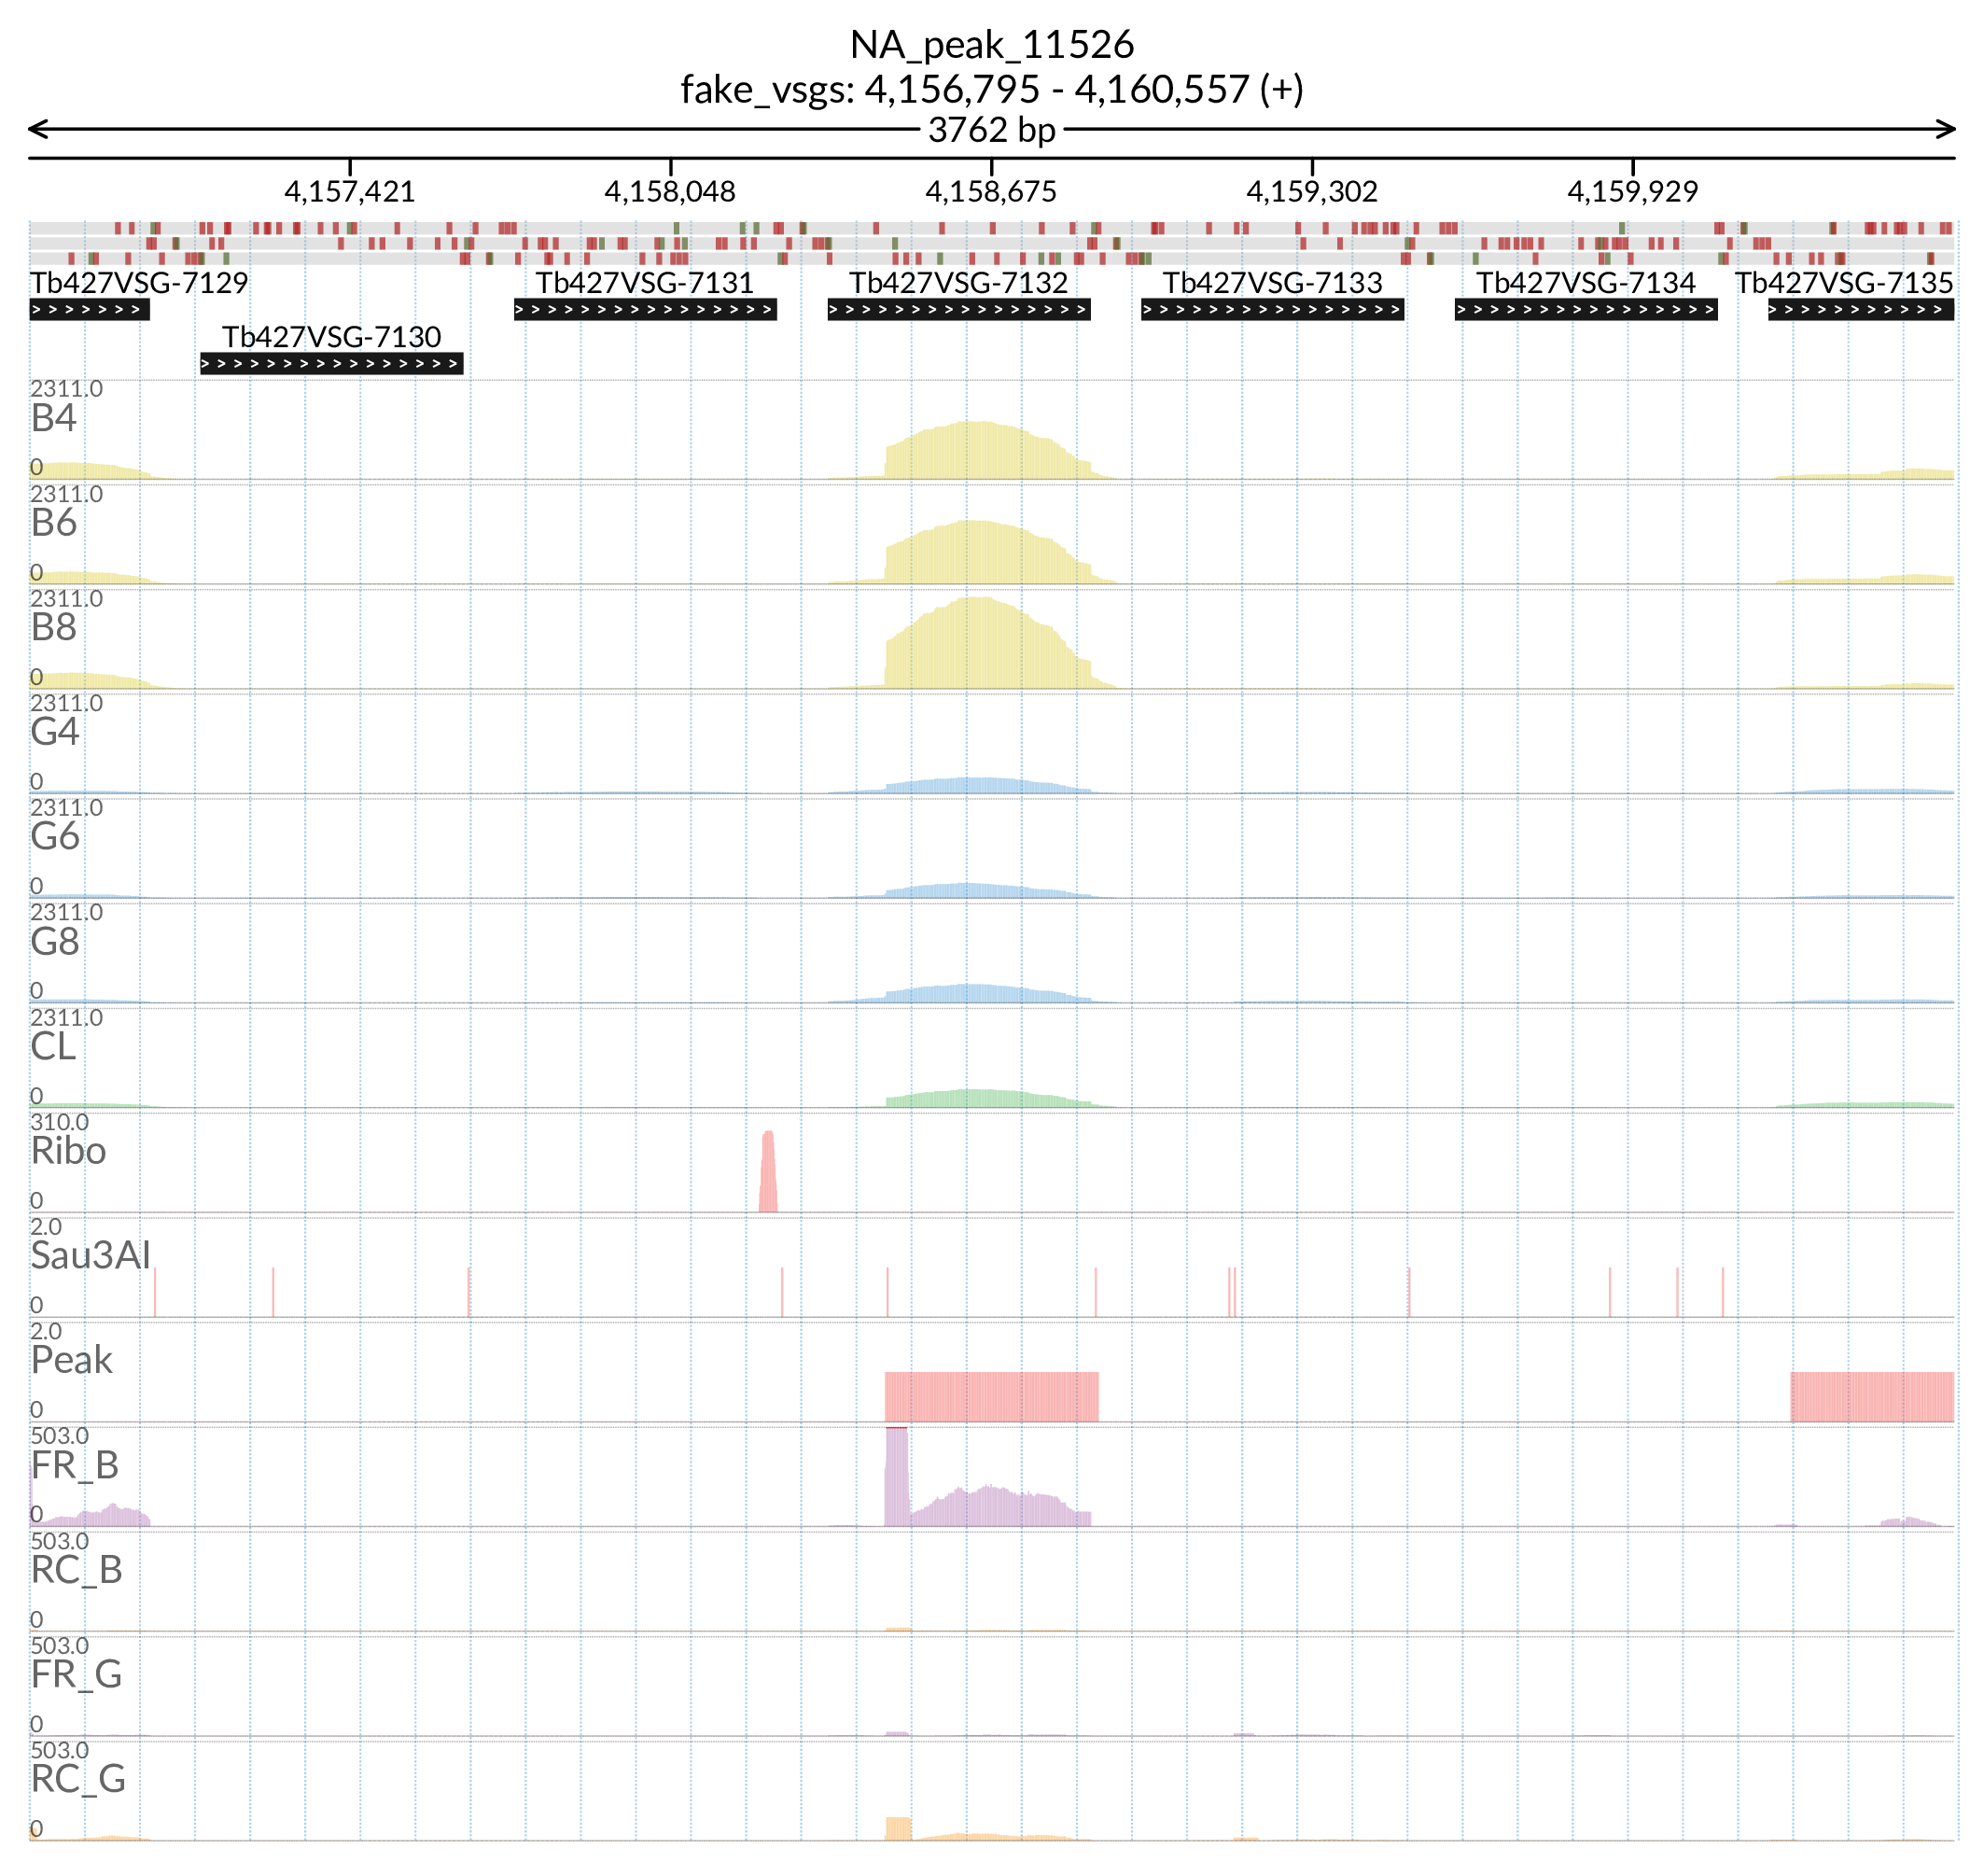 NA_peak_11526
fake_vsgs: 4,156,795 - 4,160,557 (+)
3762 bp
4,157,421 4,158,048 4,158,675 4,159,302 4,159,929
Tb427VSG-7129 Tb427VSG-7131 Tb427VSG-7132 Tb427VSG-7133 Tb427VSG-7134 Tb427VSG-7135
Tb427VSG-7130
2311.0
B4
0
2311.0
B6
0
2311.0
B8
0
2311.0
G4
0
2311.0
G6
0
2311.0
G8
0
2311.0
CL
0
310.0
Ribo
0
2.0
Sau3AI
0
2.0
Peak
0
503.0
FR_B
0
503.0
RC_B
0
503.0
FR_G
0
503.0
RC_G
0